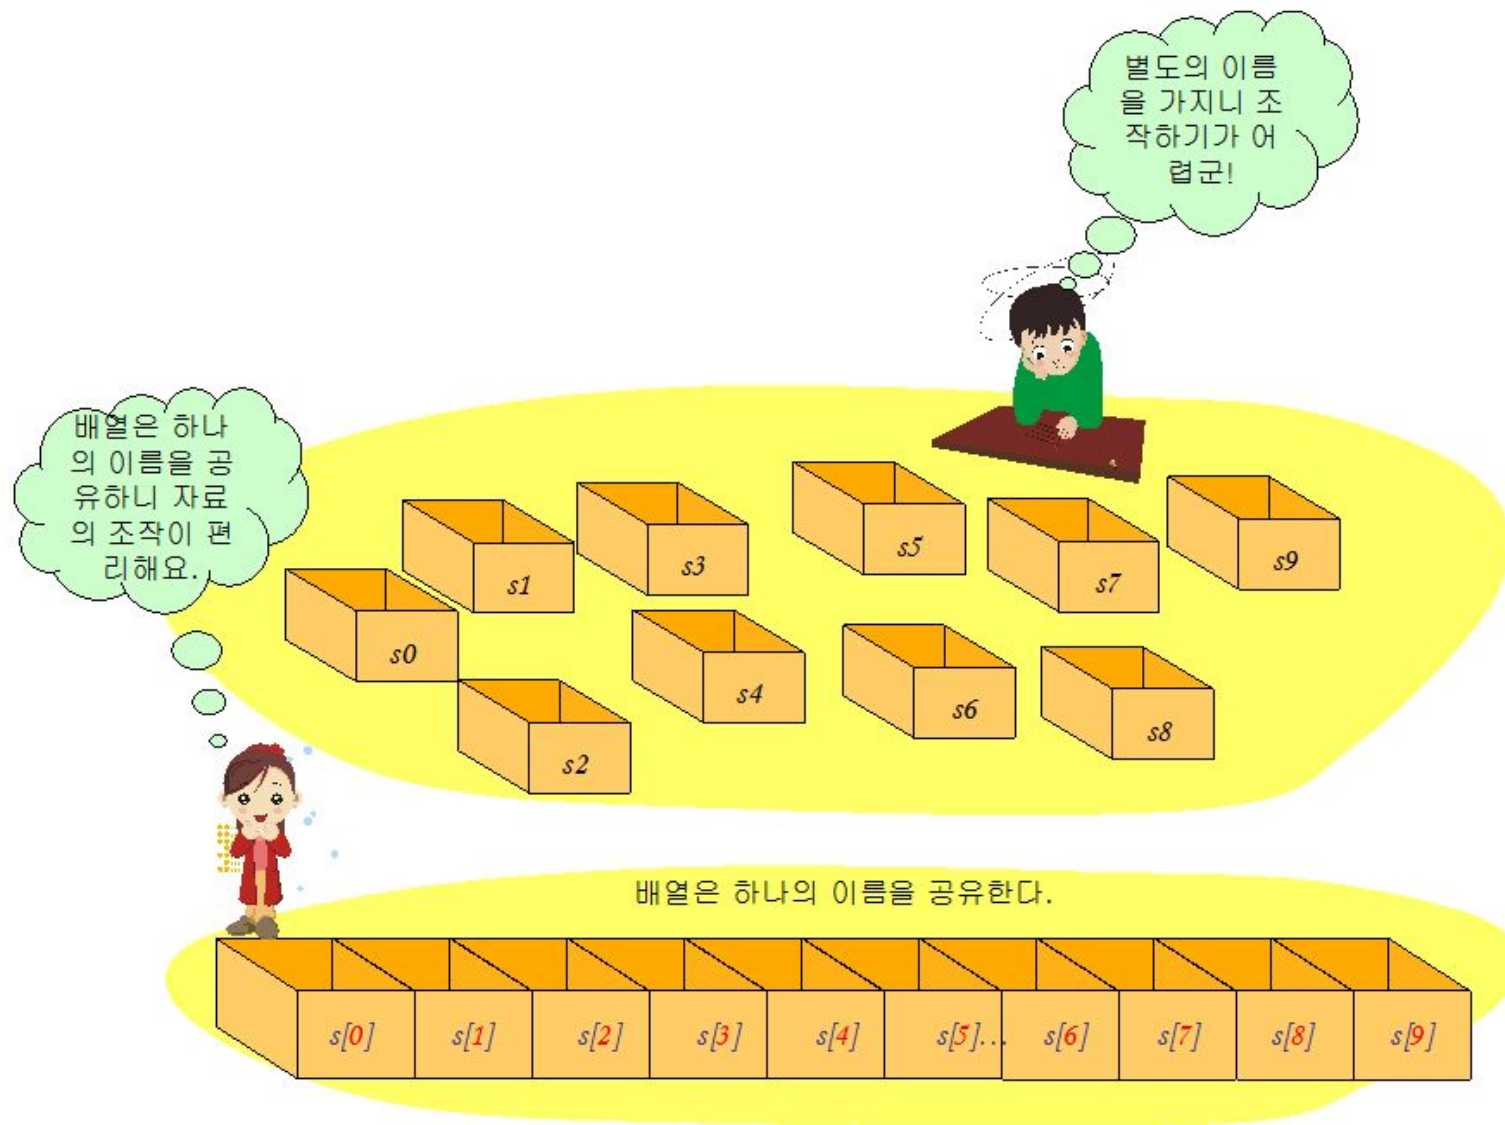 별도의 이름
을 가지니 조
작하기가 어
렵군!
배열은 하나
의 이름을 공
유하니 자료
의 조작이 편
리해요.
s5
s9
s3
s7
s1
s0
s4
s6
s8
s2
배열은 하나의 이름을 공유한다.
s[0] s[1] s[2] s[3] s[4] s[5]... s[6] s[7] s[8] s[9]